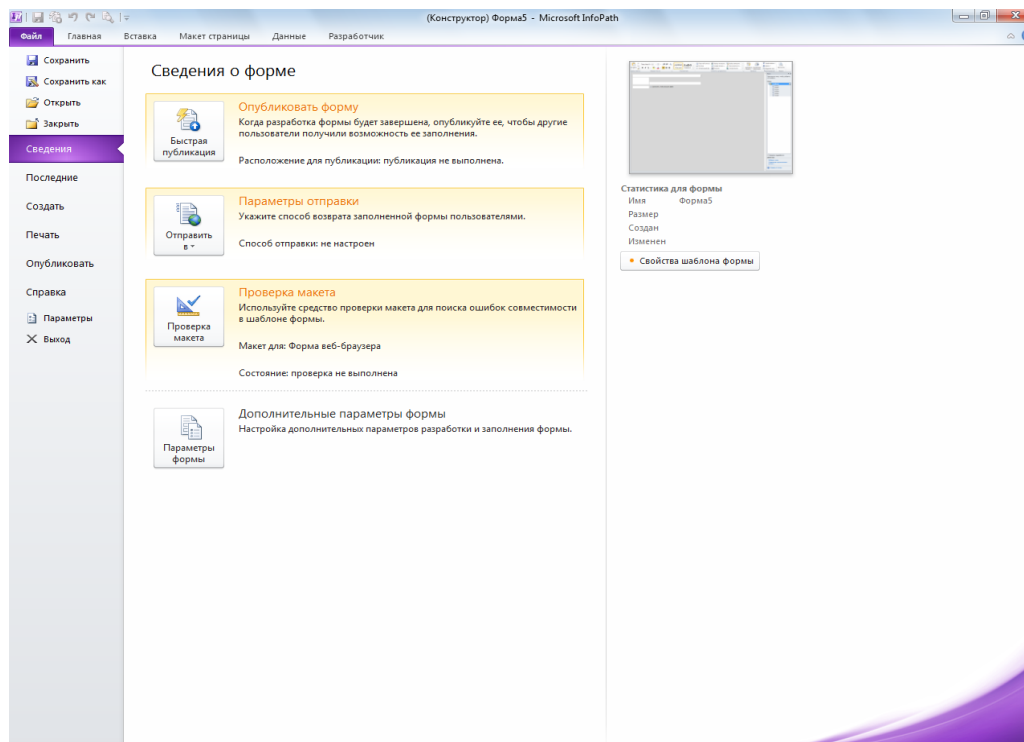 (Конструктор) Форма5 - Microsoft InfoPath
Файл Главная Вставка Макет страницы Данные Разработчик
Сохранить
Сохранить как
Открыть
Закрыть
Сведения
Последние
Создать
Печать
Опубликовать
Справка
Параметры
Выход
Сведения о форме
Быстрая
публикация
Опубликовать форму
Когда разработка формы будет завершена, опубликуйте ее, чтобы другие
пользователи получили возможность ее заполнения.
Расположение для публикации: публикация не выполнена.
Отправить
в
Параметры отправки
Укажите способ возврата заполненной формы пользователями.
Способ отправки: не настроен
Проверка
макета
Проверка макета
Используйте средство проверки макета для поиска ошибок совместимости
в шаблоне формы.
Макет для: Форма веб-браузера
Состояние: проверка не выполнена
Параметры
формы
Дополнительные параметры формы
Настройка дополнительных параметров разработки и заполнения формы.
Статистика для формы
Имя Форма5
Размер
Создан
Изменен
Свойства шаблона формы